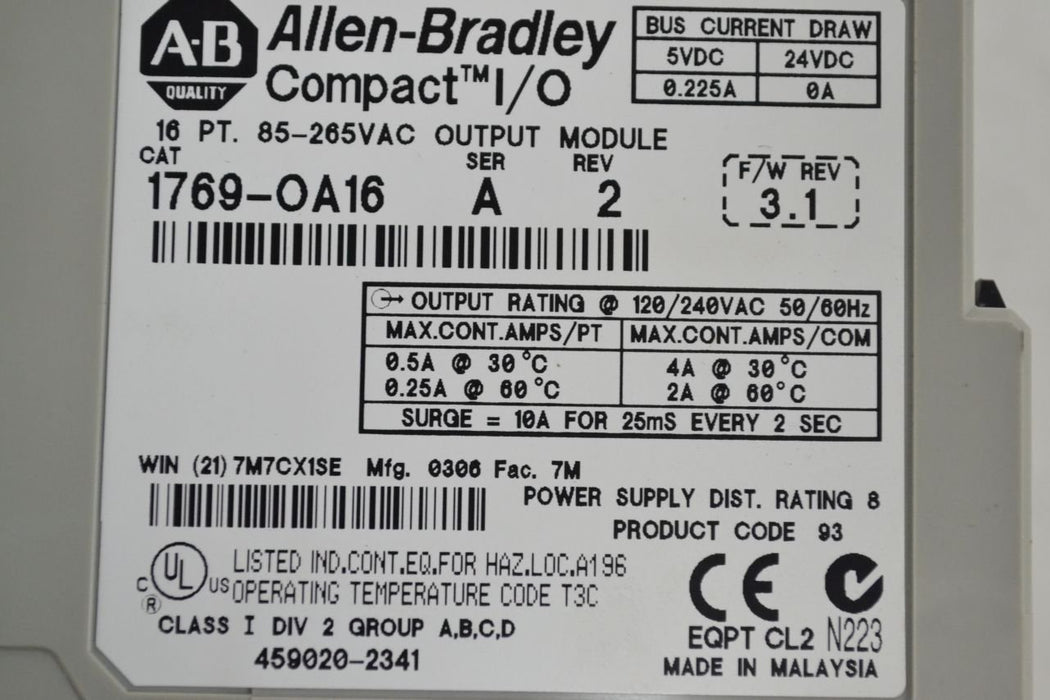 A·B
QUALITY
Allen-Bradley
Compact™I/O
BUS CURRENT DRAW
5VDC 24VDC
0.225A 0A
16 PT. 85-265VAC OUTPUT MODULE
CAT SER REV
1769-OA16 A 2
F/W REV
3.1
OUTPUT RATING @ 120/240VAC 50/60Hz
MAX.CONT.AMPS/PT MAX.CONT.AMPS/COM
0.5A @ 30°C 4A @ 30°C
0.25A @ 60°C 2A @ 60°C
SURGE = 10A FOR 25mS EVERY 2 SEC
WIN (21) 7M7CX1SE Mfg. 0306 Fac. 7M
POWER SUPPLY DIST. RATING 8
PRODUCT CODE 93
C UL US ®
LISTED IND.CONT.EQ.FOR HAZ.LOC.A196
OPERATING TEMPERATURE CODE T3C
CLASS I DIV 2 GROUP A,B,C,D
459020-2341
CE
EQPT CL2 N223
MADE IN MALAYSIA